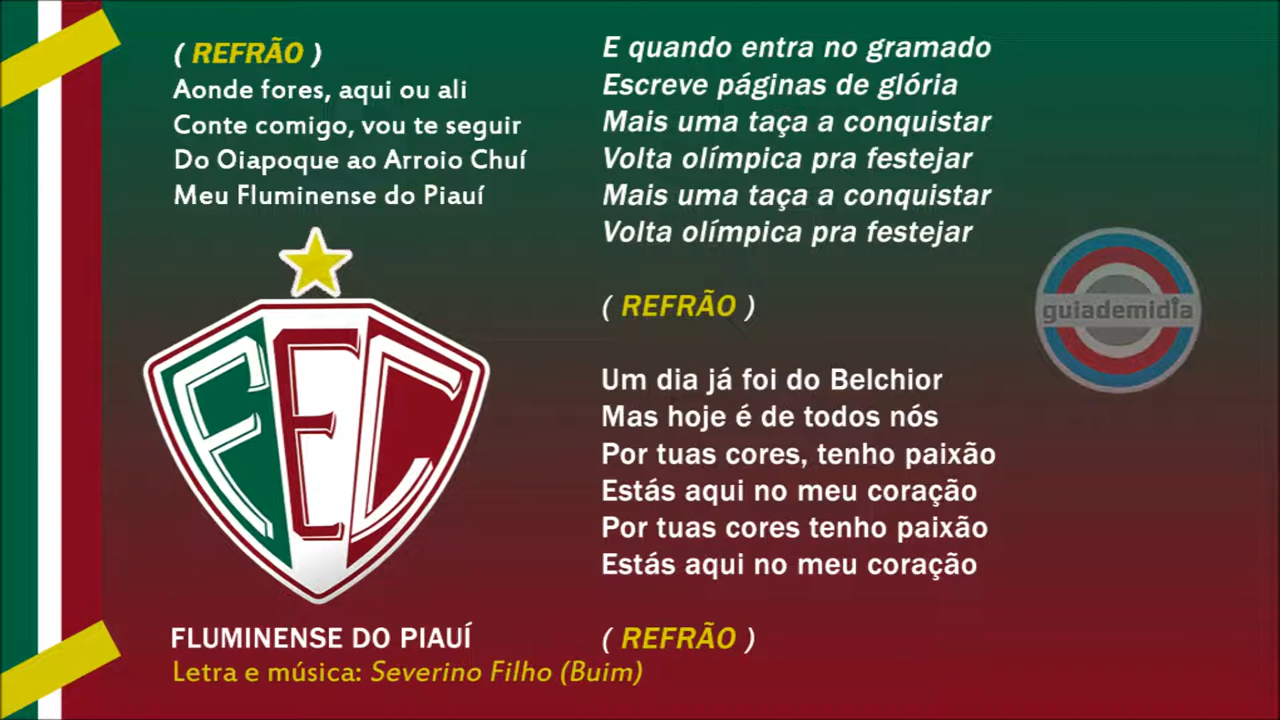 ( REFRÃO )
Aonde fores, aqui ou ali
Conte comigo, vou te seguir
Do Oiapoque ao Arroio Chuí
Meu Fluminense do Piauí
FEC
FLUMINENSE DO PIAUÍ
Letra e música: Severino Filho (Buim)
E quando entra no gramado
Escreve páginas de glória
Mais uma taça a conquistar
Volta olímpica pra festejar
Mais uma taça a conquistar
Volta olímpica pra festejar
( REFRÃO )
Um dia já foi do Belchior
Mas hoje é de todos nós
Por tuas cores, tenho paixão
Estás aqui no meu coração
Por tuas cores tenho paixão
Estás aqui no meu coração
( REFRÃO )
guiademidia